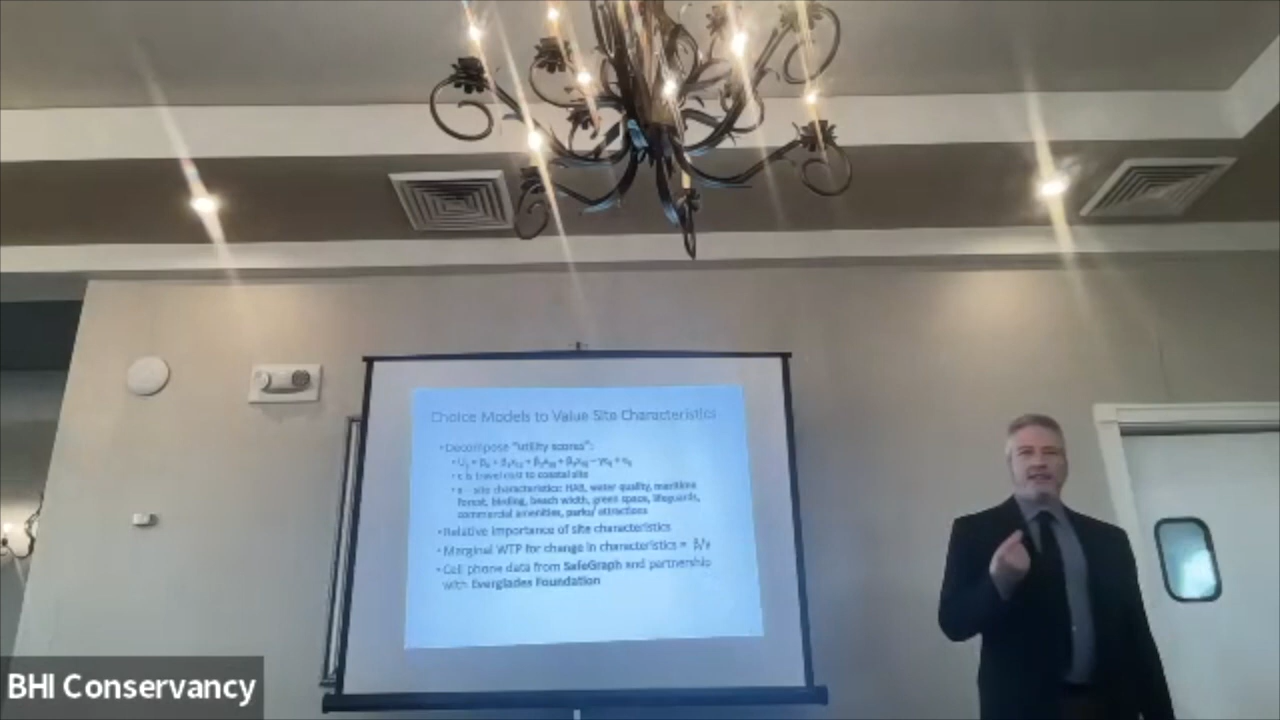 Choice Models to Value Site Characteristics
• Decompose "utility scores":
• c is travel cost to coastal site
• x – site characteristics: HAB, water quality, maritime
forest, birding, beach width, green space, lifeguards,
commercial amenities, parks/ attractions
• Relative importance of site characteristics
• Marginal WTP for change in characteristics = β/γ
• Cell phone data from SafeGraph and partnership
with Everglades Foundation
BHI Conservancy